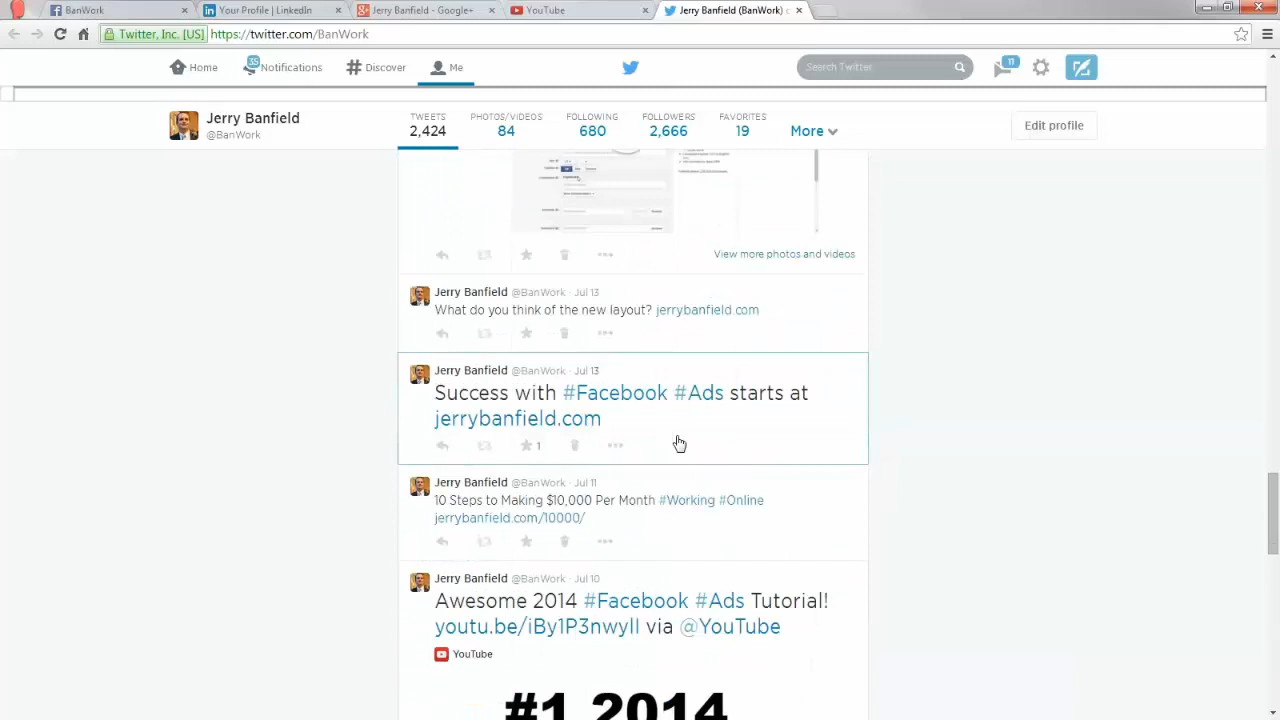 BanWork
Your Profile | LinkedIn
Jerry Banfield - Google+
YouTube
Jerry Banfield (BanWork) c
Twitter, Inc. [US] https://twitter.com/BanWork
Home
35
Notifications
Discover
Me
Search Twitter
11
Jerry Banfield
@BanWork
TWEETS
2,424
PHOTOS/VIDEOS
84
FOLLOWING
680
FOLLOWERS
2,666
FAVORITES
19
More
Edit profile
View more photos and videos
Jerry Banfield @BanWork · Jul 13
What do you think of the new layout? jerrybanfield.com
Jerry Banfield @BanWork · Jul 13
Success with #Facebook #Ads starts at
jerrybanfield.com
1
Jerry Banfield @BanWork · Jul 11
10 Steps to Making $10,000 Per Month #Working #Online
jerrybanfield.com/10000/
Jerry Banfield @BanWork · Jul 10
Awesome 2014 #Facebook #Ads Tutorial!
youtu.be/iBy1P3nwyII via @YouTube
YouTube
#1 2014